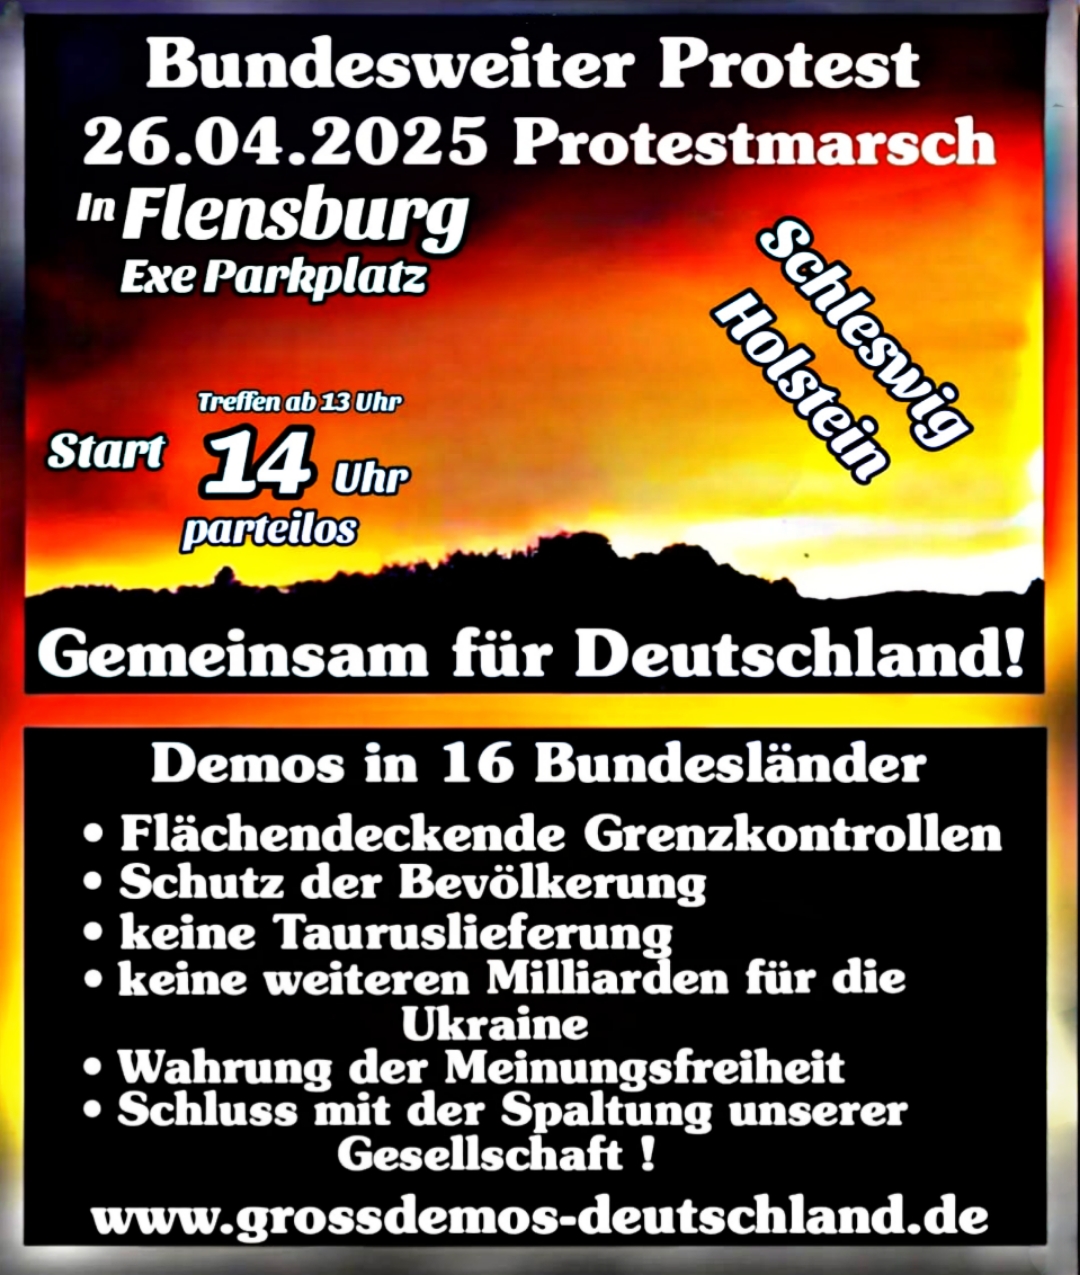 Bundesweiter Protest
26.04.2025 Protestmarsch
In Flensburg
Exe Parkplatz
Schleswig
Holstein
Treffen ab 13 Uhr
Start 14 Uhr
parteilos
Gemeinsam für Deutschland!
Demos in 16 Bundesländer
• Flächendeckende Grenzkontrollen
• Schutz der Bevölkerung
• keine Tauruslieferung
• keine weiteren Milliarden für die
Ukraine
• Wahrung der Meinungsfreiheit
• Schluss mit der Spaltung unserer
Gesellschaft !
www.grossdemos-deutschland.de